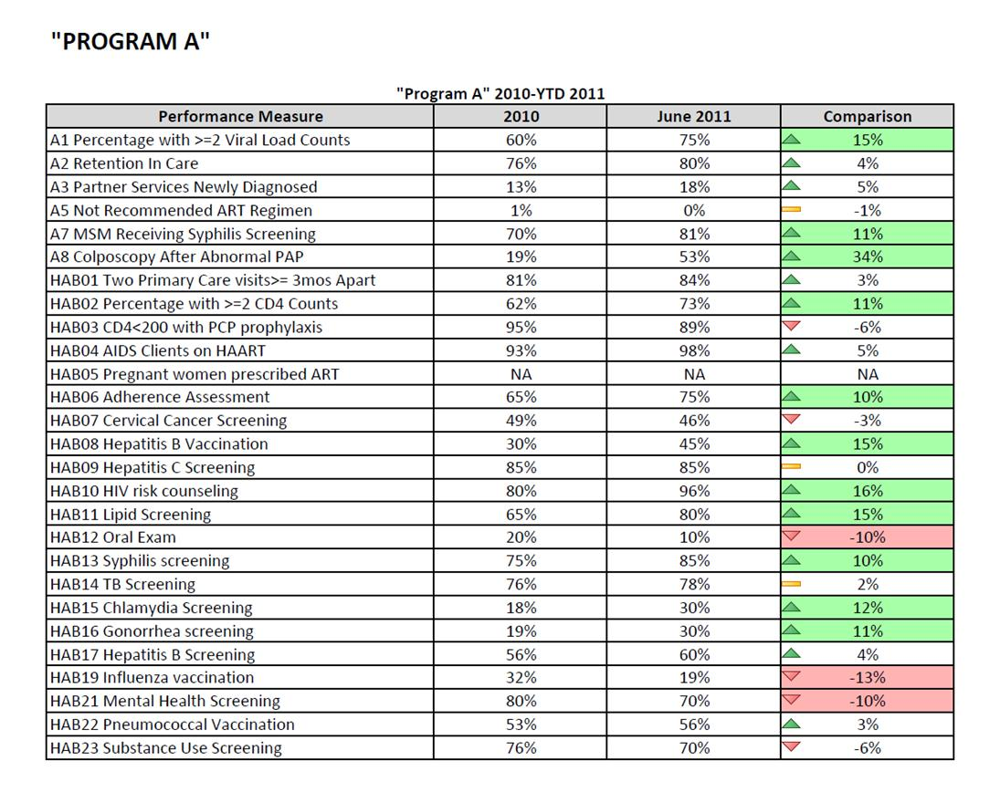 "PROGRAM A"
"Program A" 2010-YTD 2011
Performance Measure 2010 June 2011 Comparison
A1 Percentage with >=2 Viral Load Counts 60% 75% 15%
A2 Retention In Care 76% 80% 4%
A3 Partner Services Newly Diagnosed 13% 18% 5%
A5 Not Recommended ART Regimen 1% 0% -1%
A7 MSM Receiving Syphilis Screening 70% 81% 11%
A8 Colposcopy After Abnormal PAP 19% 53% 34%
HAB01 Two Primary Care visits>= 3mos Apart 81% 84% 3%
HAB02 Percentage with >=2 CD4 Counts 62% 73% 11%
HAB03 CD4<200 with PCP prophylaxis 95% 89% -6%
HAB04 AIDS Clients on HAART 93% 98% 5%
HAB05 Pregnant women prescribed ART NA NA NA
HAB06 Adherence Assessment 65% 75% 10%
HAB07 Cervical Cancer Screening 49% 46% -3%
HAB08 Hepatitis B Vaccination 30% 45% 15%
HAB09 Hepatitis C Screening 85% 85% 0%
HAB10 HIV risk counseling 80% 96% 16%
HAB11 Lipid Screening 65% 80% 15%
HAB12 Oral Exam 20% 10% -10%
HAB13 Syphilis screening 75% 85% 10%
HAB14 TB Screening 76% 78% 2%
HAB15 Chlamydia Screening 18% 30% 12%
HAB16 Gonorrhea screening 19% 30% 11%
HAB17 Hepatitis B Screening 56% 60% 4%
HAB19 Influenza vaccination 32% 19% -13%
HAB21 Mental Health Screening 80% 70% -10%
HAB22 Pneumococcal Vaccination 53% 56% 3%
HAB23 Substance Use Screening 76% 70% -6%